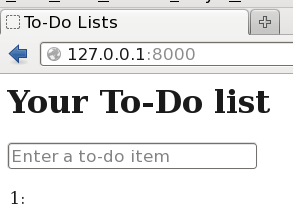 To-Do Lists
127.0.0.1:8000
Your To-Do list
Enter a to-do item
1: